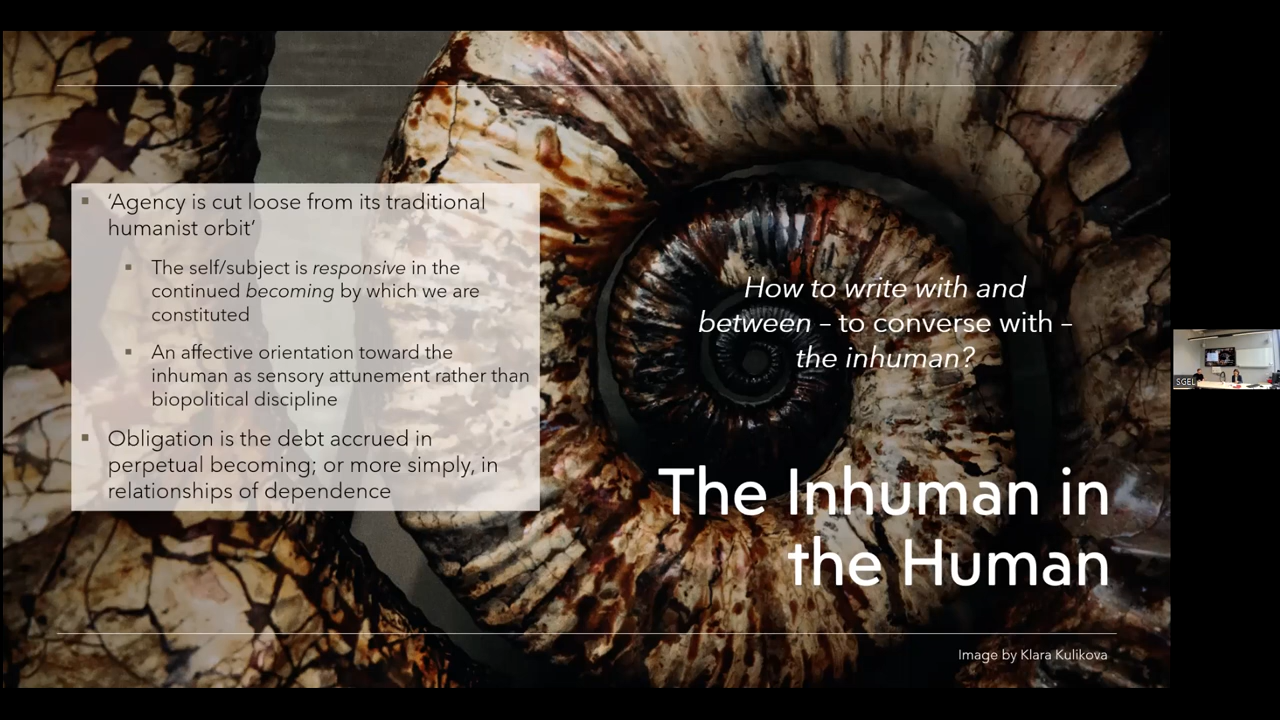 ‘Agency is cut loose from its traditional
humanist orbit’
The self/subject is responsive in the
continued becoming by which we are
constituted
An affective orientation toward the
inhuman as sensory attunement rather than
biopolitical discipline
Obligation is the debt accrued in
perpetual becoming; or more simply, in
relationships of dependence
How to write with and
between – to converse with –
the inhuman?
The Inhuman in
the Human
Image by Klara Kulikova
SGEL